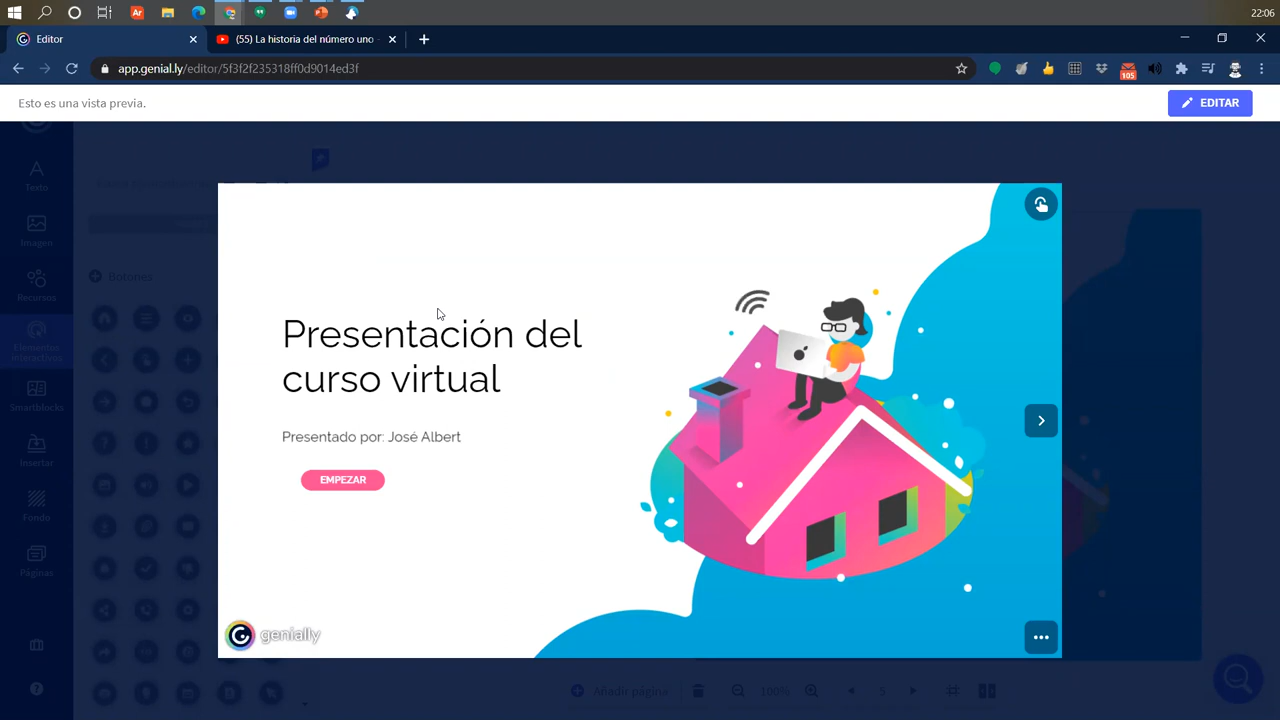 22:06
Editor
(55) La historia del número uno
app.genial.ly/editor/5f3f2f235318ff0d9014ed3f
105
Esto es una vista previa.
EDITAR
Texto
Imagen
Recursos
Elementos
interactivos
Smartblocks
Insertar
Fondo
Páginas
Botones
Presentación del
curso virtual
Presentado por: José Albert
EMPEZAR
genially
Añadir página
100%
5